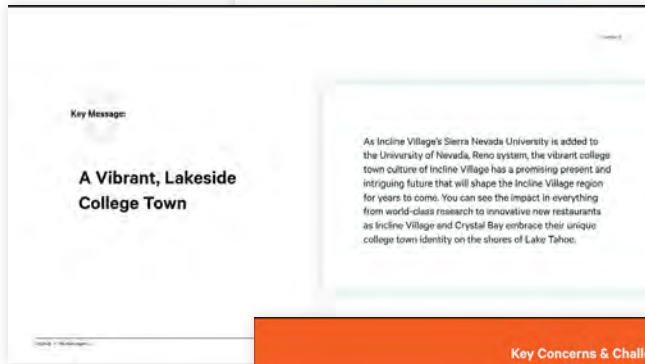 Key Message:
A Vibrant, Lakeside
College Town
As Incline Village's Sierra Nevada University is added to
the University of Nevada, Reno system, the vibrant college
town culture of Incline Village has a promising present and
intriguing future that will shape the Incline Village region
for years to come. You can see the impact in everything
from world-class research to innovative new restaurants
as Incline Village and Crystal Bay embrace their unique
college town identity on the shores of Lake Tahoe.
Key Concerns & Chall